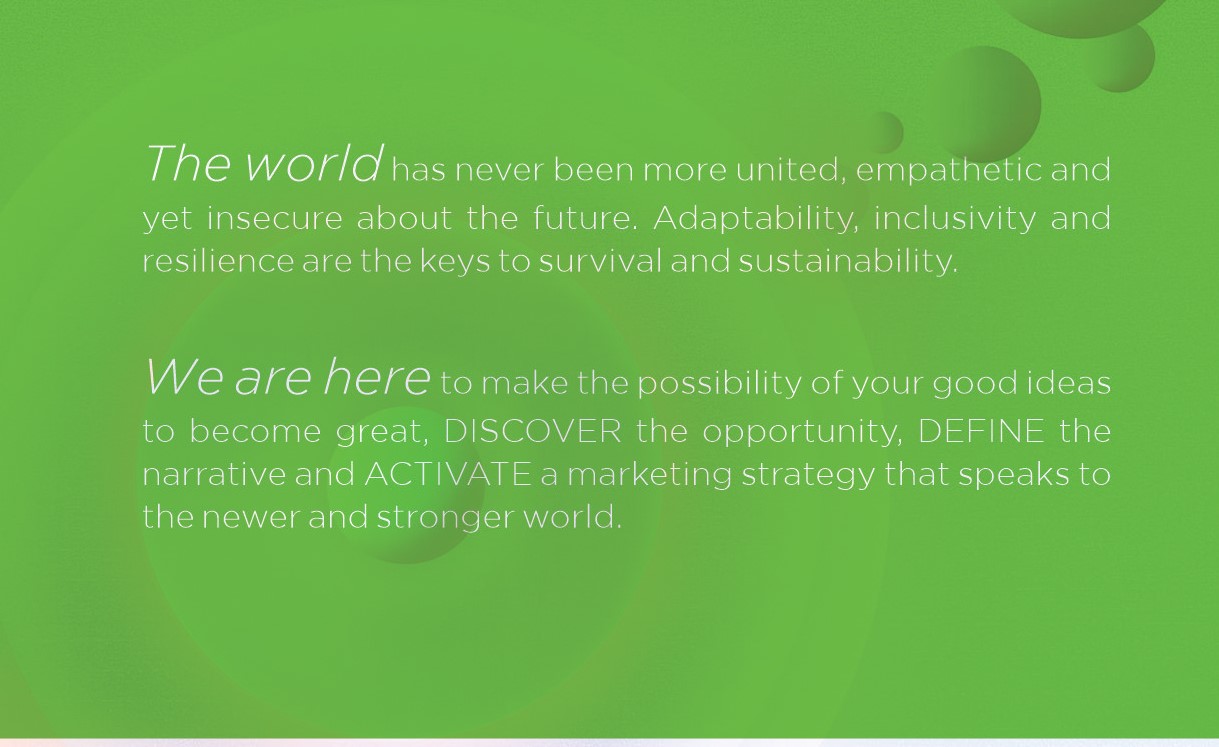 The world has never been more united, empathetic and
yet insecure about the future. Adaptability, inclusivity and
resilience are the keys to survival and sustainability.
We are here to make the possibility of your good ideas
to become great, DISCOVER the opportunity, DEFINE the
narrative and ACTIVATE a marketing strategy that speaks to
the newer and stronger world.